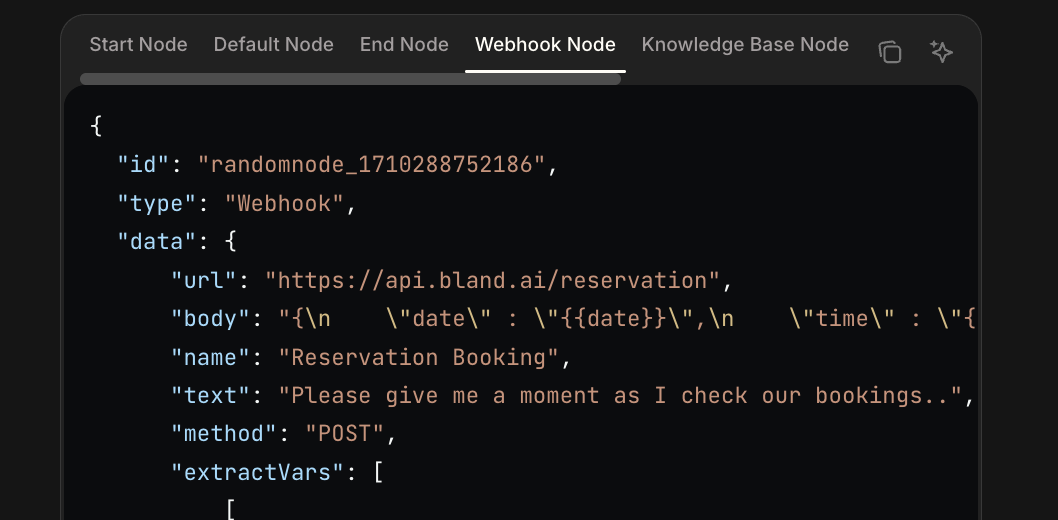 Start Node Default Node End Node Webhook Node Knowledge Base Node
{
"id": "randomnode_1710288752186",
"type": "Webhook",
"data": {
"url": "https://api.bland.ai/reservation",
"body": "{\n    \"date\" : \"{{date}}\",\n    \"time\" : \"{
"name": "Reservation Booking",
"text": "Please give me a moment as I check our bookings..",
"method": "POST",
"extractVars": [
[